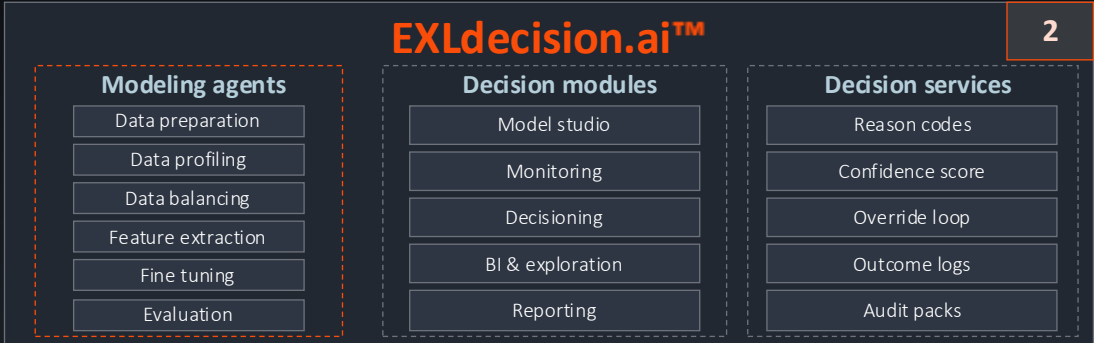 EXLdecision.ai™
2
Modeling agents
Data preparation
Data profiling
Data balancing
Feature extraction
Fine tuning
Evaluation
Decision modules
Model studio
Monitoring
Decisioning
BI & exploration
Reporting
Decision services
Reason codes
Confidence score
Override loop
Outcome logs
Audit packs